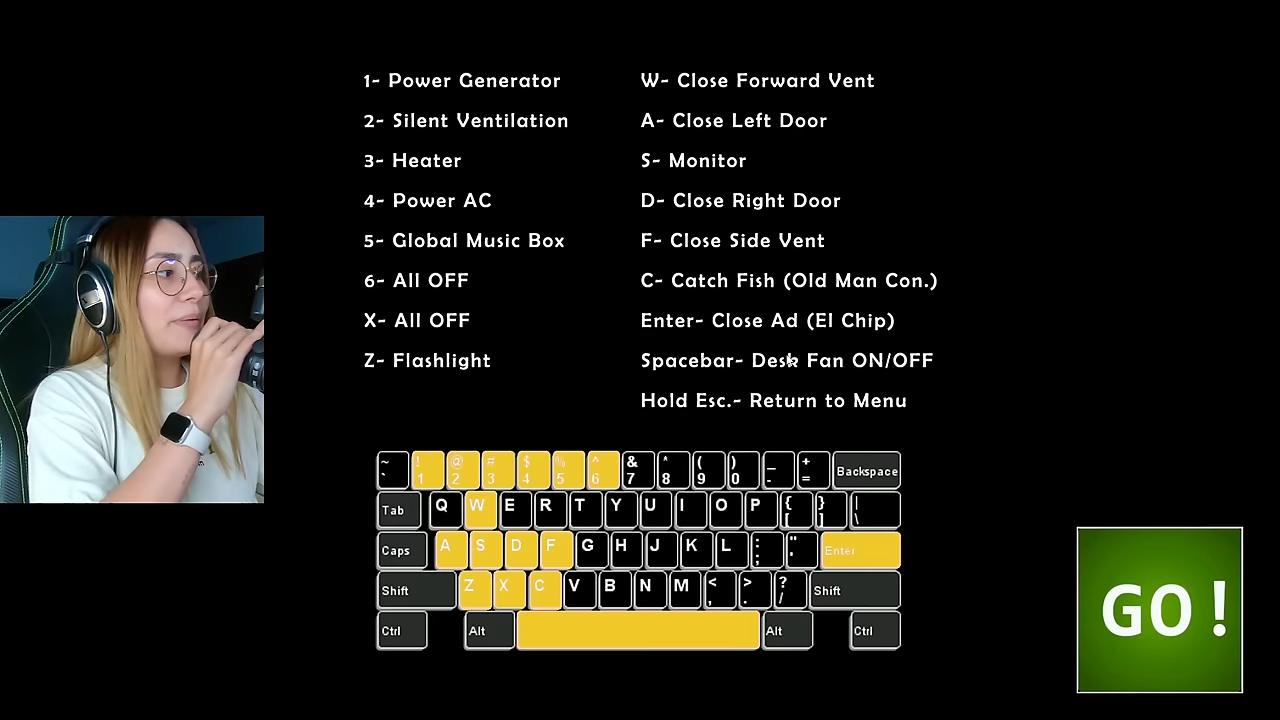 1- Power Generator
2- Silent Ventilation
3- Heater
4- Power AC
5- Global Music Box
6- All OFF
X- All OFF
Z- Flashlight
W- Close Forward Vent
A- Close Left Door
S- Monitor
D- Close Right Door
F- Close Side Vent
C- Catch Fish (Old Man Con.)
Enter- Close Ad (El Chip)
Spacebar- Desk Fan ON/OFF
Hold Esc.- Return to Menu
~ ! @ # $ % ^ & * ( ) _ +
` 1 2 3 4 5 6 7 8 9 0 - = Backspace
Tab Q W E R T Y U I O P { [ } ] | \
Caps A S D F G H J K L : ; " ' Enter
Shift Z X C V B N M < , > . ? / Shift
Ctrl Alt Alt Ctrl
GO!